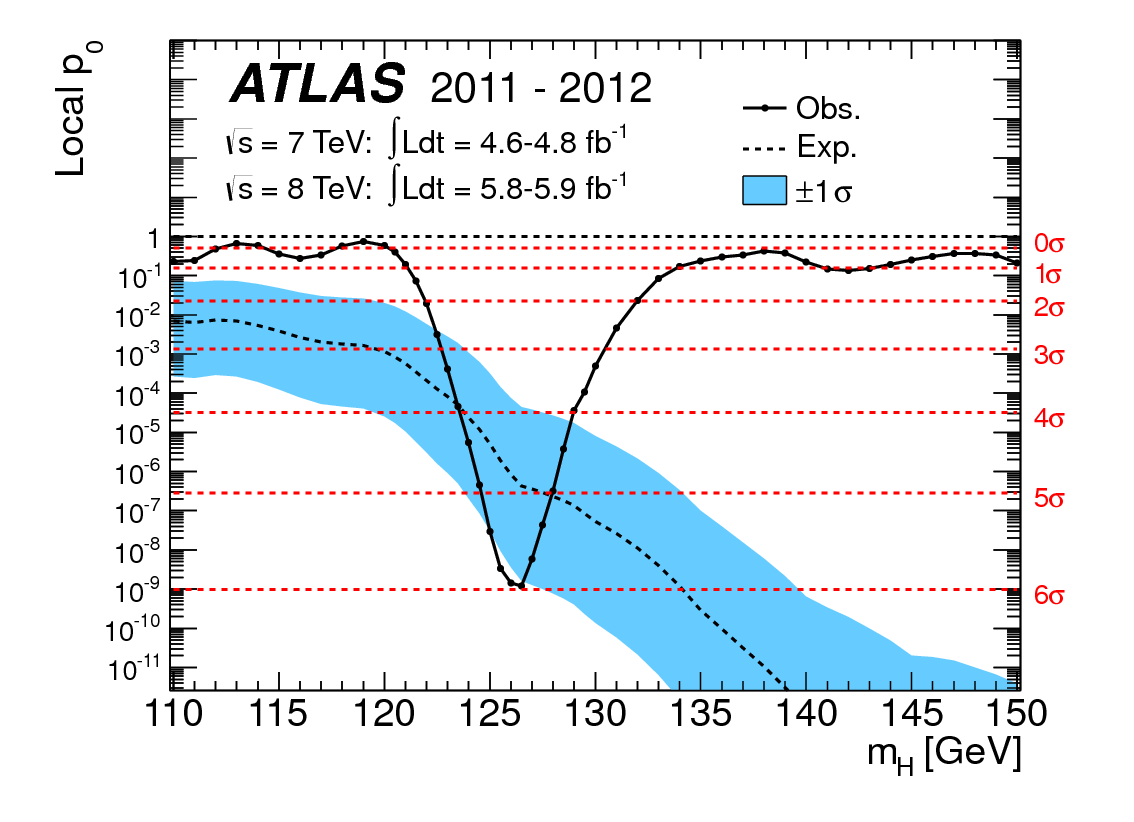 Local p0
ATLAS 2011 - 2012
√s = 7 TeV: ∫Ldt = 4.6-4.8 fb-1
√s = 8 TeV: ∫Ldt = 5.8-5.9 fb-1
Obs.
Exp.
±1σ
1
10-1
10-2
10-3
10-4
10-5
10-6
10-7
10-8
10-9
10-10
10-11
0σ
1σ
2σ
3σ
4σ
5σ
6σ
110 115 120 125 130 135 140 145 150
mH [GeV]